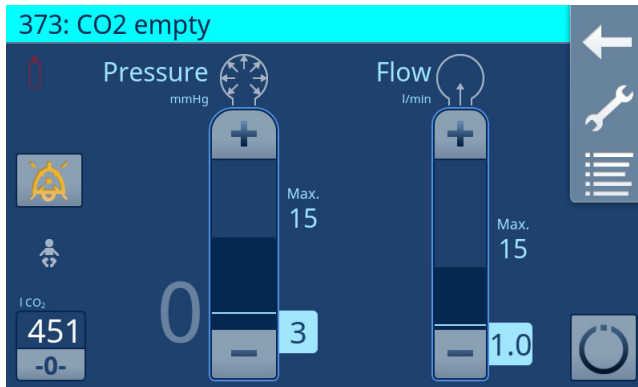 373: CO2 empty
Pressure
mmHg
Flow
l/min
+
+
Max.
15
Max.
15
l CO₂
451
-0-
0
3
1.0
−
−